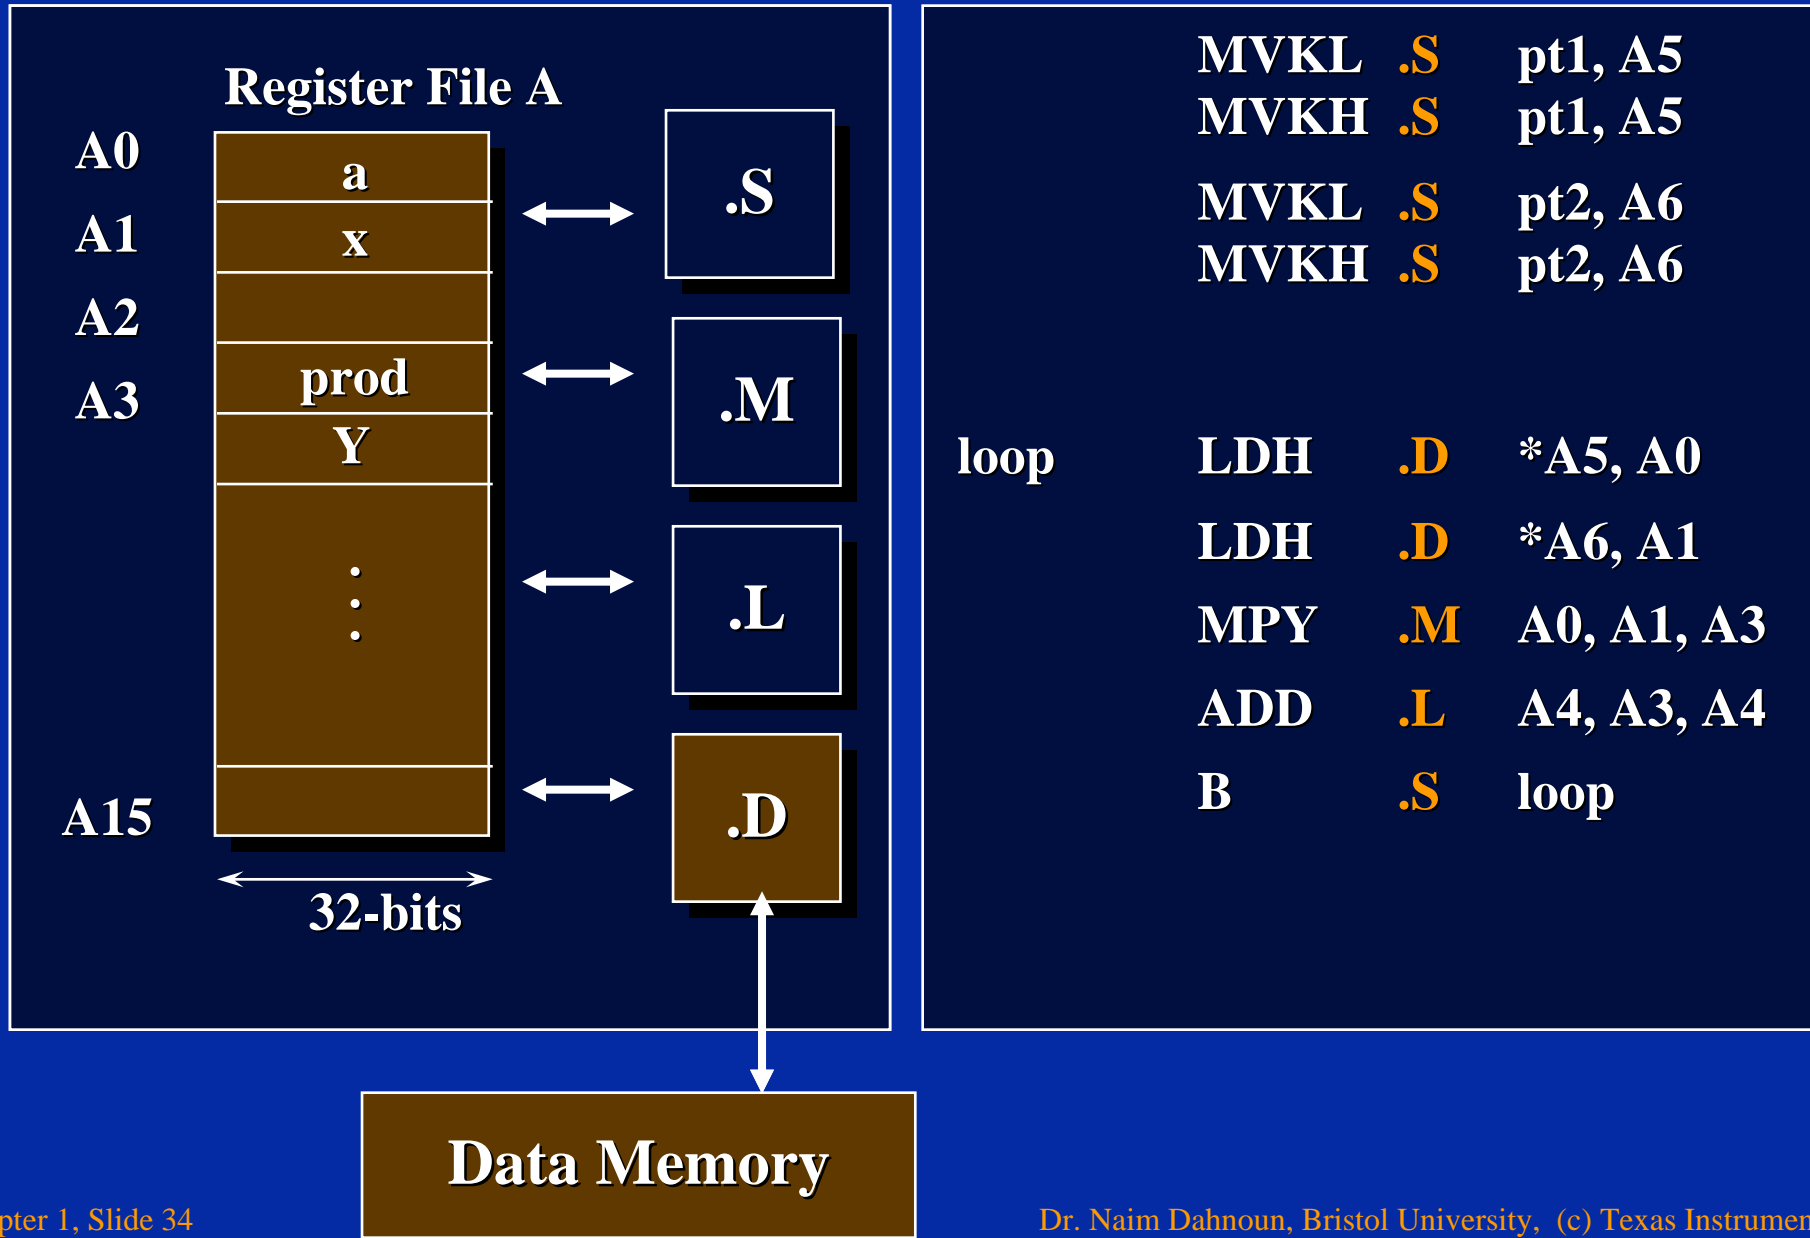 Register File A
A0
a
A1
x
A2
A3
prod
Y
:
.
A15
32-bits
.S
.M
.L
.D
Data Memory
MVKL .S pt1, A5
MVKH .S pt1, A5
MVKL .S pt2, A6
MVKH .S pt2, A6
loop LDH .D *A5, A0
LDH .D *A6, A1
MPY .M A0, A1, A3
ADD .L A4, A3, A4
B .S loop
pter 1, Slide 34
Dr. Naim Dahnoun, Bristol University, (c) Texas Instrumen